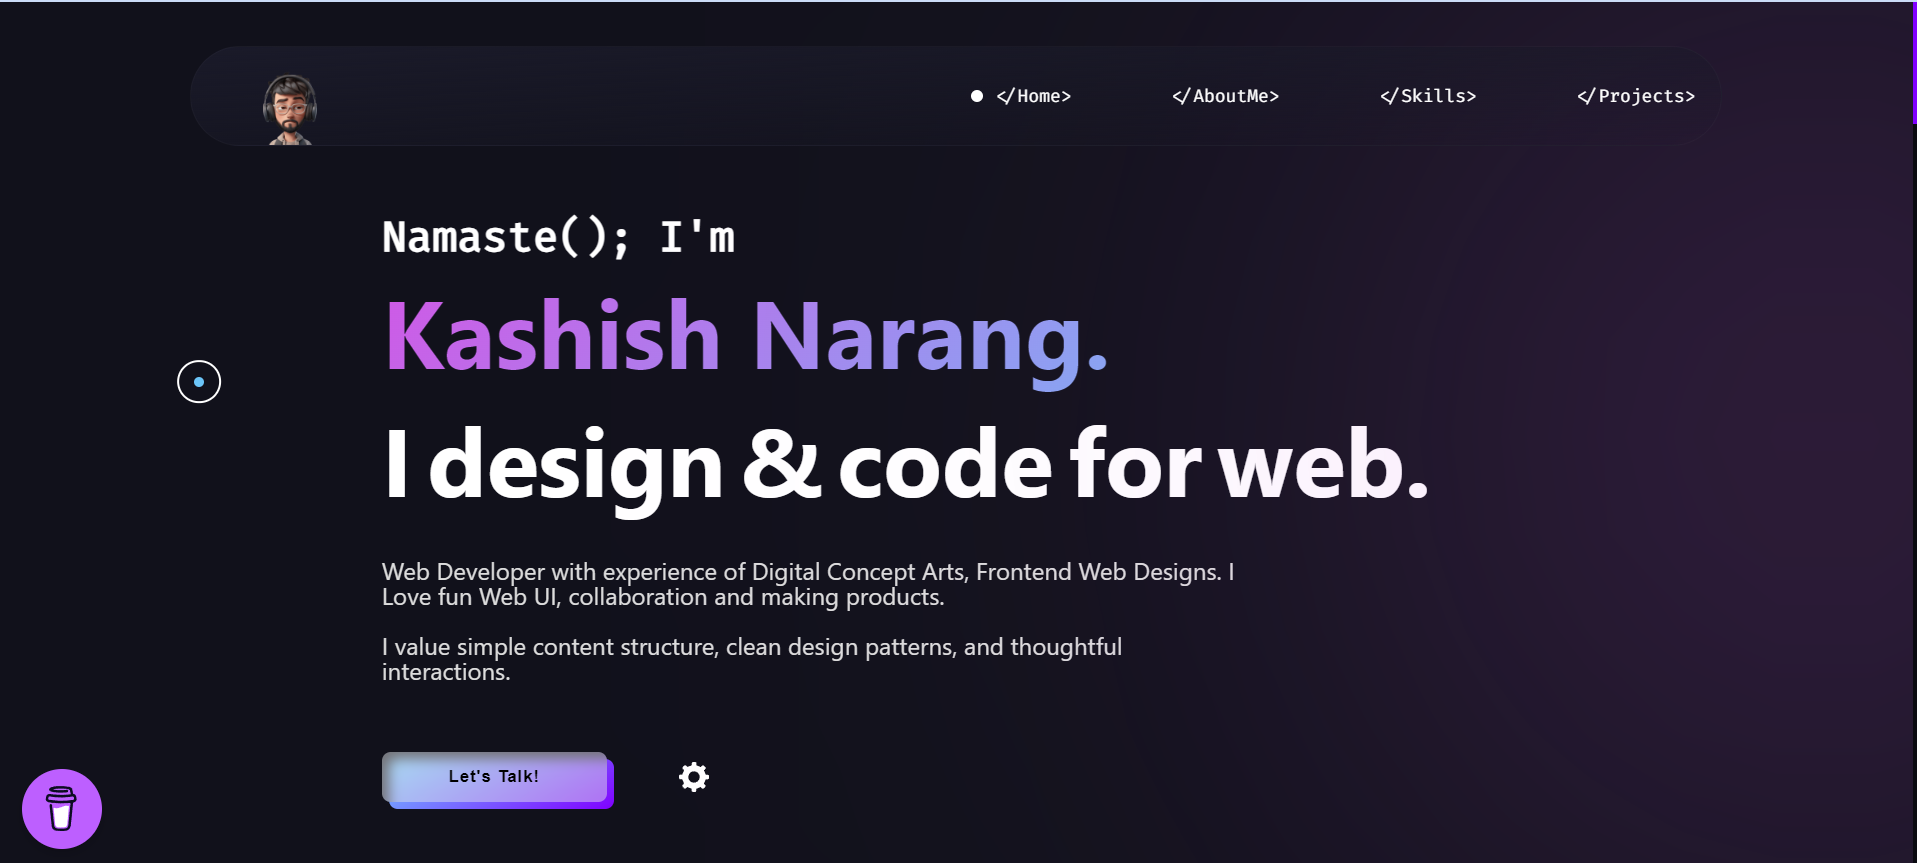 </Home>
</AboutMe>
</Skills>
</Projects>
Namaste(); I'm
Kashish Narang.
I design & code for web.
Web Developer with experience of Digital Concept Arts, Frontend Web Designs. I
Love fun Web UI, collaboration and making products.
I value simple content structure, clean design patterns, and thoughtful
interactions.
Let's Talk!